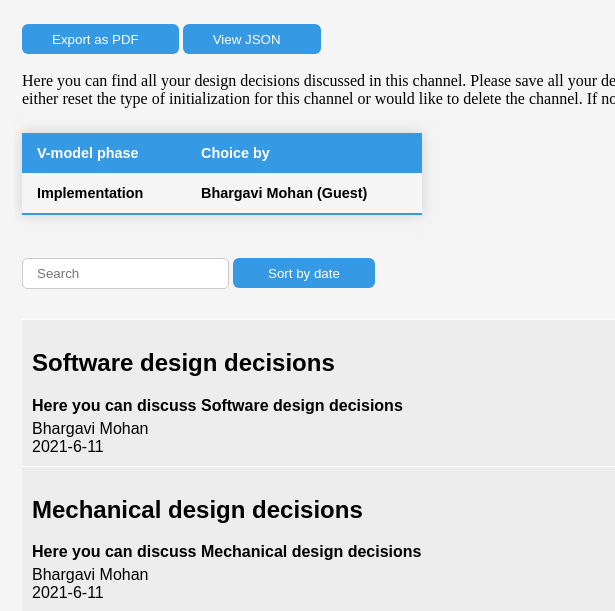 Export as PDF View JSON
Here you can find all your design decisions discussed in this channel. Please save all your
either reset the type of initialization for this channel or would like to delete the channel. If
V-model phase Choice by
Implementation Bhargavi Mohan (Guest)
Search Sort by date
Software design decisions
Here you can discuss Software design decisions
Bhargavi Mohan
2021-6-11
Mechanical design decisions
Here you can discuss Mechanical design decisions
Bhargavi Mohan
2021-6-11